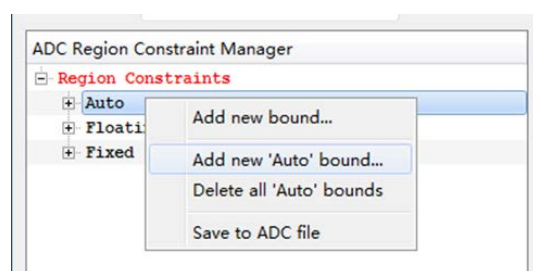 ADC Region Constraint Manager
Region Constraints
Auto
Add new bound...
Fixed
Add new 'Auto' bound...
Delete all 'Auto' bounds
Save to ADC file